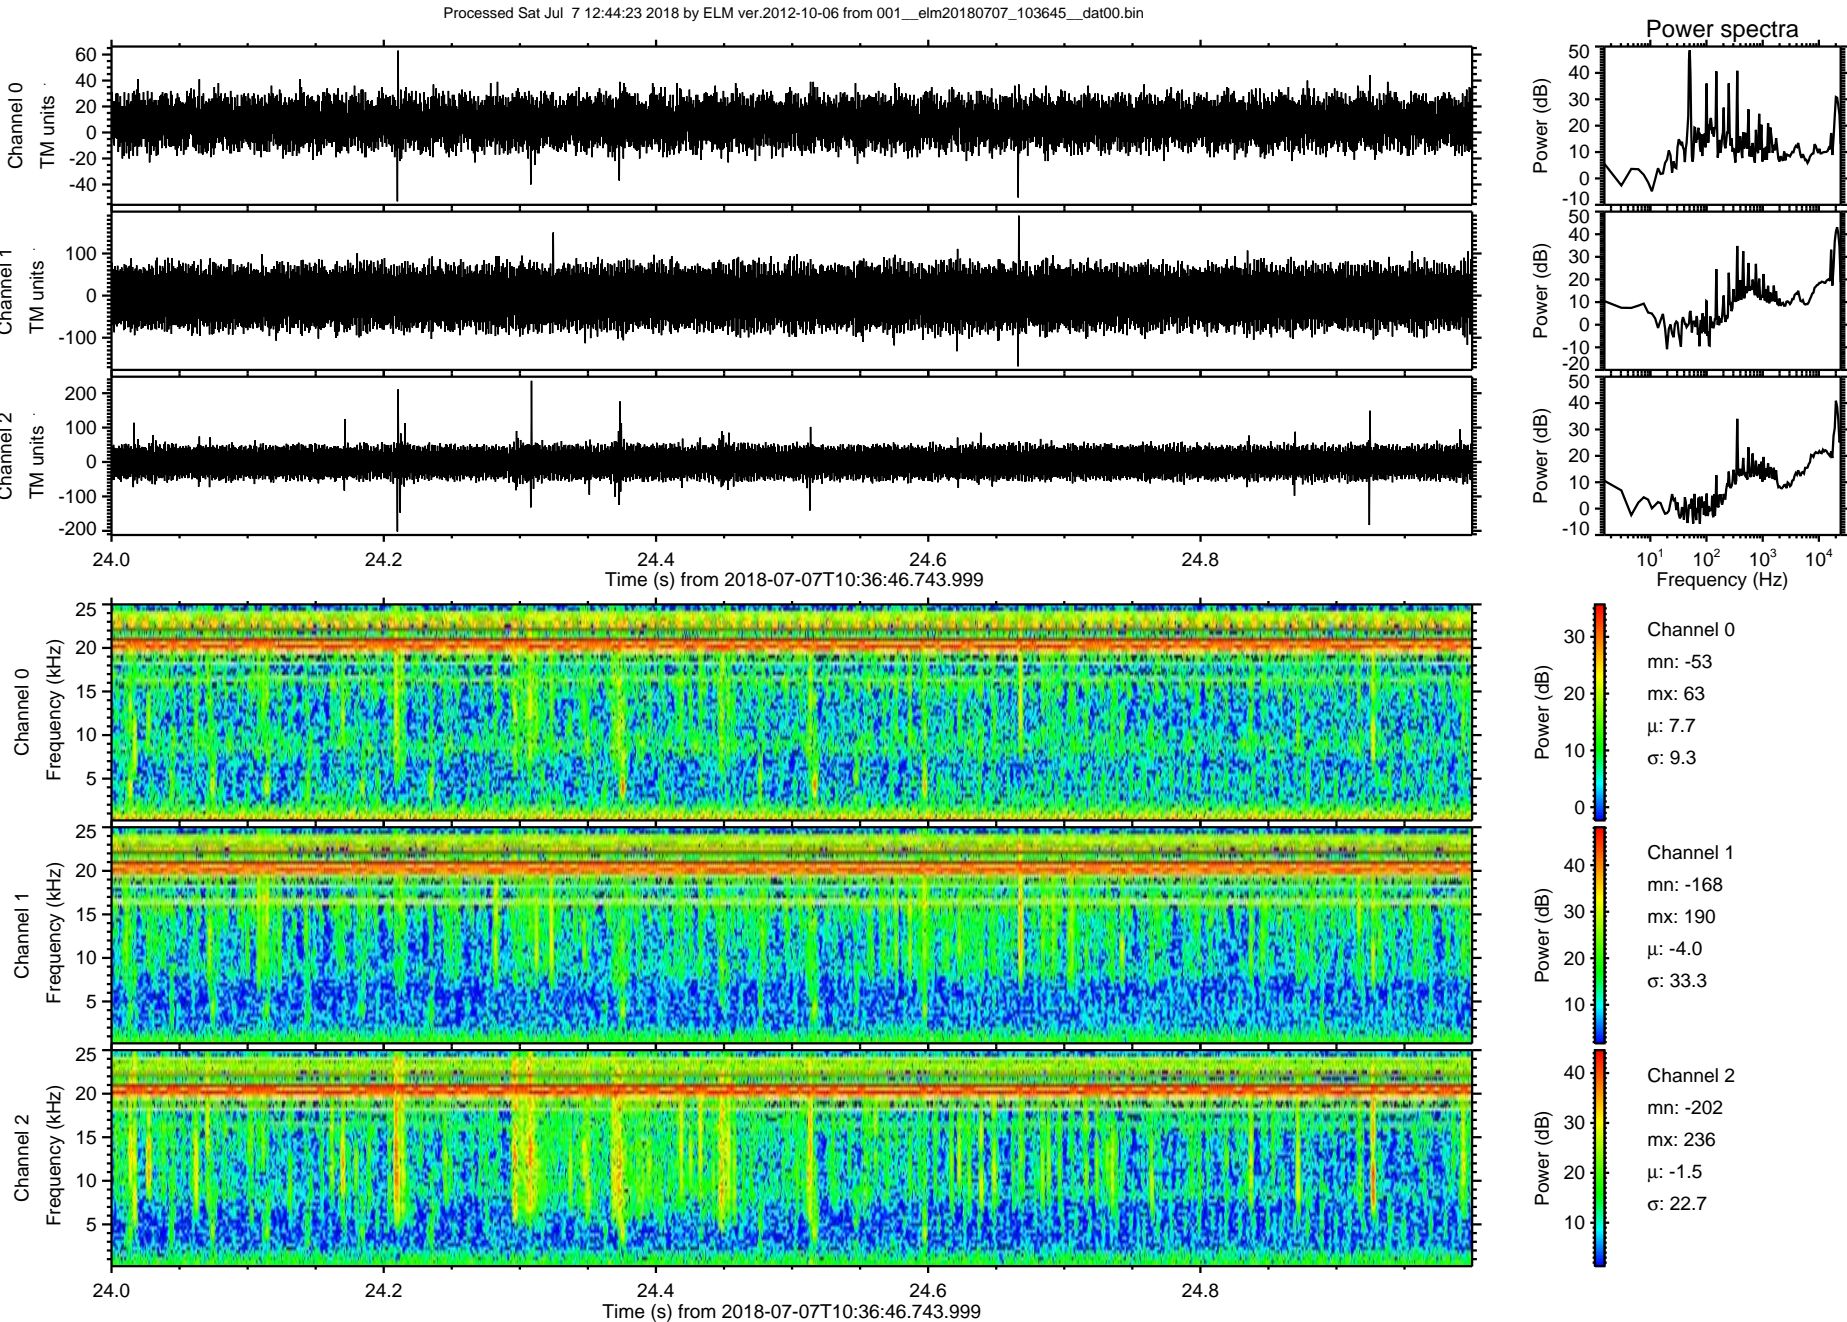 Processed Sat Jul 7 12:44:23 2018 by ELM ver.2012-10-06 from 001__elm20180707_103645__dat00.bin
Power spectra
Channel 0
TM units
60
40
20
0
-20
-40
Power (dB)
50
40
30
20
10
0
-10
Channel 1
TM units
100
0
-100
Power (dB)
50
40
30
20
10
0
-10
-20
Channel 2
TM units
200
100
0
-100
-200
Power (dB)
50
40
30
20
10
0
-10
24.0 24.2 24.4 24.6 24.8
Time (s) from 2018-07-07T10:36:46.743.999
10^1 10^2 10^3 10^4
Frequency (Hz)
Channel 0
Frequency (kHz)
25
20
15
10
5
Power (dB)
30
20
10
0
Channel 0
mn: -53
mx: 63
μ: 7.7
σ: 9.3
Channel 1
Frequency (kHz)
25
20
15
10
5
Power (dB)
40
30
20
10
Channel 1
mn: -168
mx: 190
μ: -4.0
σ: 33.3
Channel 2
Frequency (kHz)
25
20
15
10
5
Power (dB)
40
30
20
10
Channel 2
mn: -202
mx: 236
μ: -1.5
σ: 22.7
24.0 24.2 24.4 24.6 24.8
Time (s) from 2018-07-07T10:36:46.743.999